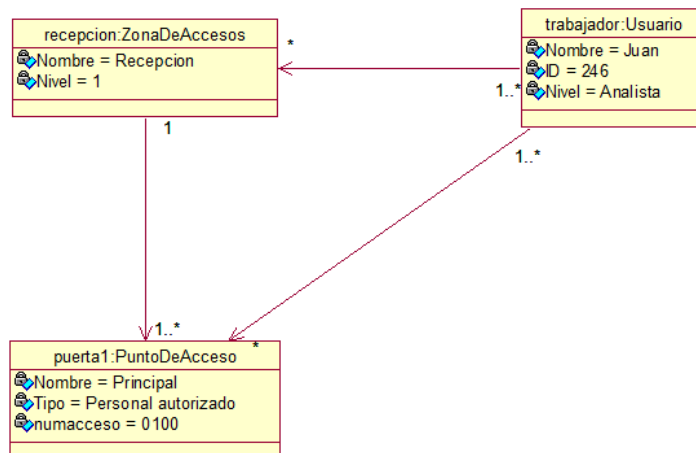 recepcion:ZonaDeAccesos
Nombre = Recepcion
Nivel = 1
trabajador:Usuario
Nombre = Juan
ID = 246
Nivel = Analista
*
1..*
1
1..*
1..*
*
puerta1:PuntoDeAcceso
Nombre = Principal
Tipo = Personal autorizado
numacceso = 0100